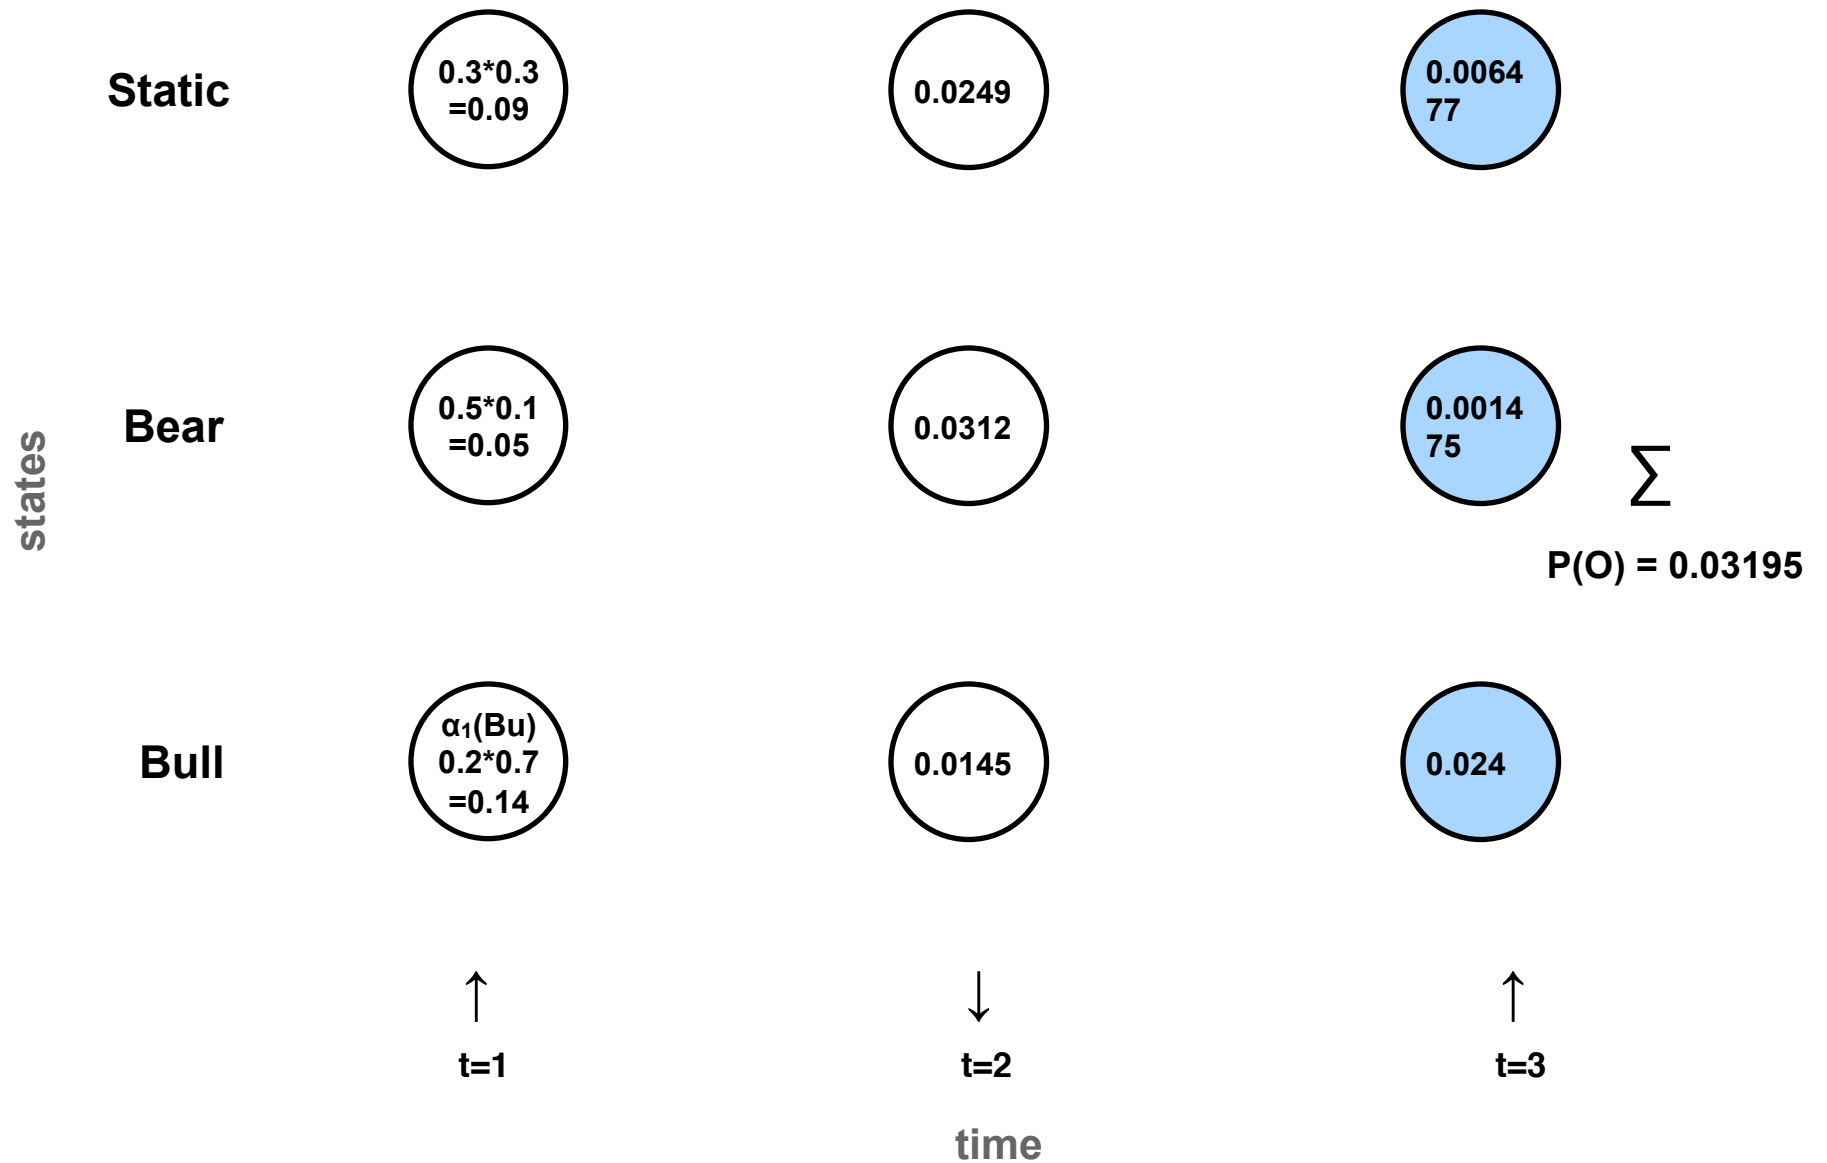 Static
0.3*0.3
=0.09
0.0249
0.0064
77
states
Bear
0.5*0.1
=0.05
0.0312
0.0014
75
∑
P(O) = 0.03195
Bull
α₁(Bu)
0.2*0.7
=0.14
0.0145
0.024
↑ ↓ ↑
t=1 t=2 t=3
time